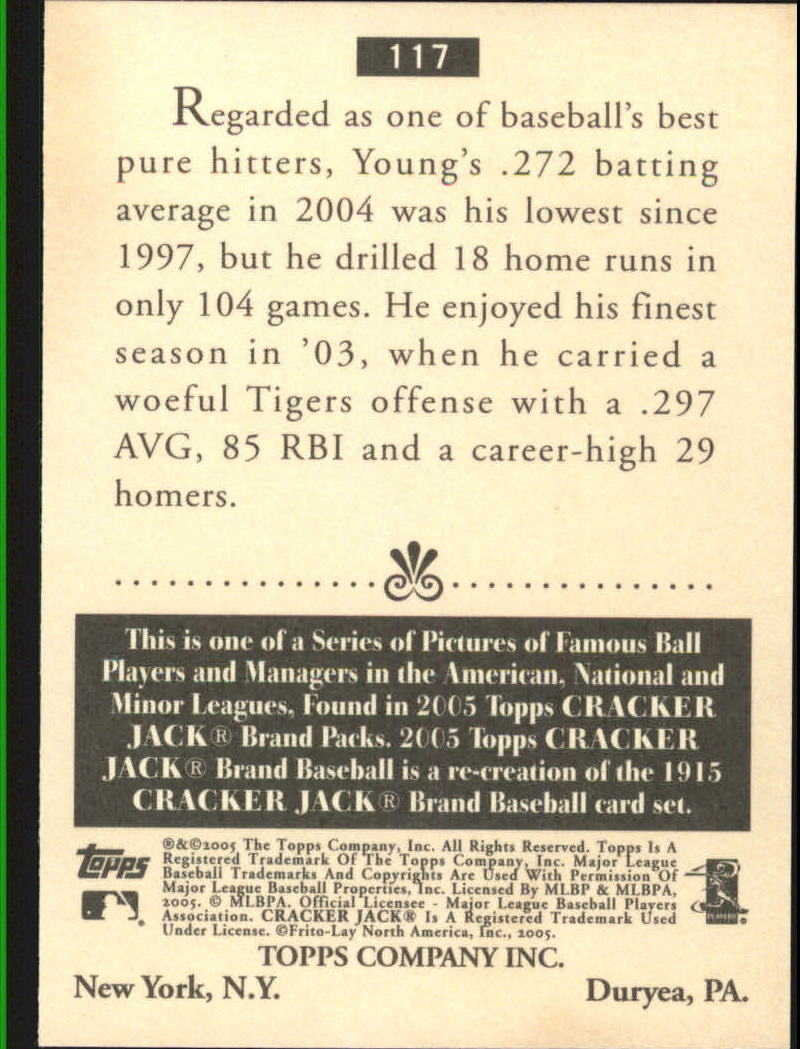 117
Regarded as one of baseball's best
pure hitters, Young's .272 batting
average in 2004 was his lowest since
1997, but he drilled 18 home runs in
only 104 games. He enjoyed his finest
season in '03, when he carried a
woeful Tigers offense with a .297
AVG, 85 RBI and a career-high 29
homers.
This is one of a Series of Pictures of Famous Ball
Players and Managers in the American, National and
Minor Leagues, Found in 2005 Topps CRACKER
JACK® Brand Packs. 2005 Topps CRACKER
JACK® Brand Baseball is a re-creation of the 1915
CRACKER JACK® Brand Baseball card set.
Topps
®&©2005 The Topps Company, Inc. All Rights Reserved. Topps Is A
Registered Trademark Of The Topps Company, Inc. Major League
Baseball Trademarks And Copyrights Are Used With Permission Of
Major League Baseball Properties, Inc. Licensed By MLBP & MLBPA,
2005. © MLBPA. Official Licensee - Major League Baseball Players
Association. CRACKER JACK® Is A Registered Trademark Used
Under License. ©Frito-Lay North America, Inc., 2005.
PLAYERS
TOPPS COMPANY INC.
New York, N.Y.
Duryea, PA.